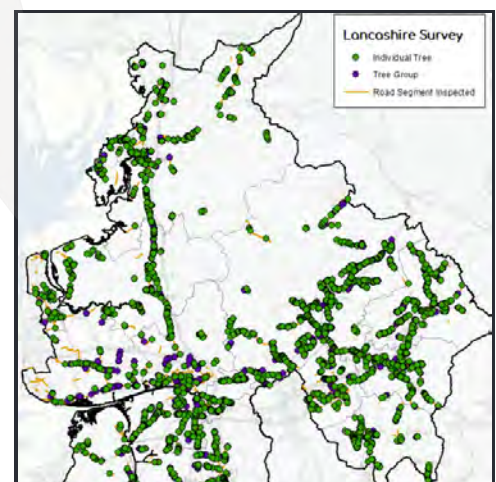 Lancashire Survey
Individual Tree
Tree Group
Road Segment Inspected